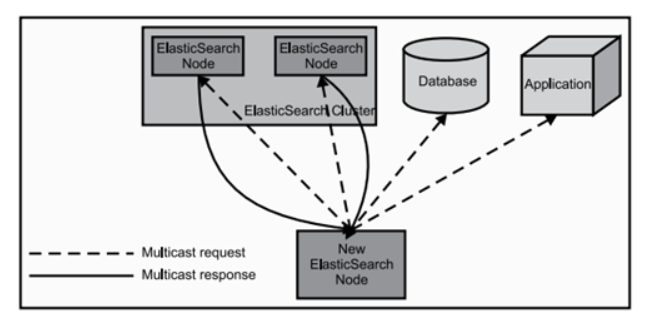 ElasticSearch
Node
ElasticSearch
Node
ElasticSearch Cluster
Database
Application
New
ElasticSearch
Node
Multicast request
Multicast response